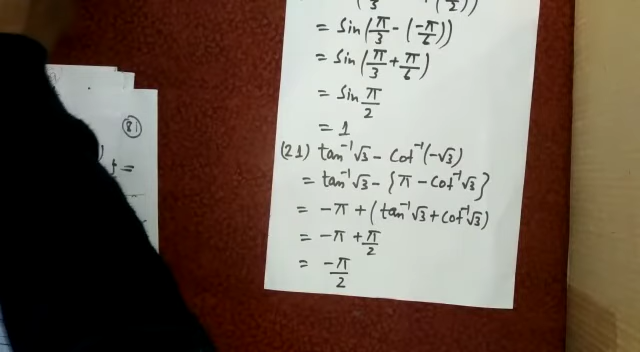 = Sin(π/3 - (-π/6))
= Sin(π/3 + π/6)
= Sin π/2
= 1
(21) tan⁻¹√3 - Cot⁻¹(-√3)
= tan⁻¹√3 - {π - Cot⁻¹√3}
= -π + (tan⁻¹√3 + Cot⁻¹√3)
= -π + π/2
= -π/2